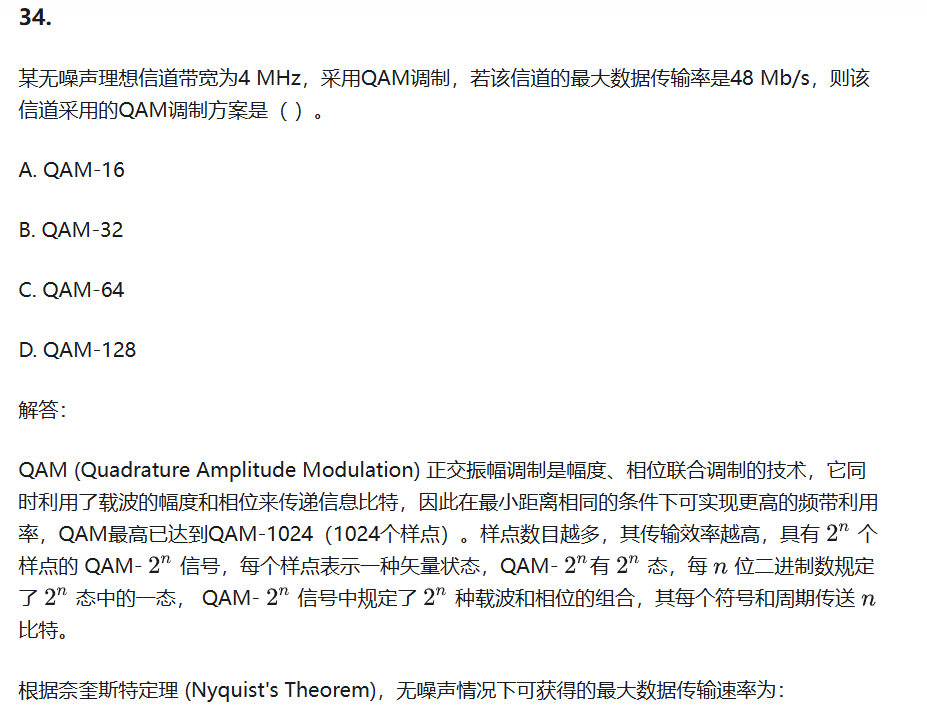 34.
某无噪声理想信道带宽为4 MHz，采用QAM调制，若该信道的最大数据传输率是48 Mb/s，则该
信道采用的QAM调制方案是（ ）。
A. QAM-16
B. QAM-32
C. QAM-64
D. QAM-128
解答：
QAM (Quadrature Amplitude Modulation) 正交振幅调制是幅度、相位联合调制的技术，它同
时利用了载波的幅度和相位来传递信息比特，因此在最小距离相同的条件下可实现更高的频带利用
率，QAM最高已达到QAM-1024（1024个样点）。样点数目越多，其传输效率越高，具有 2ⁿ 个
样点的 QAM- 2ⁿ 信号，每个样点表示一种矢量状态，QAM- 2ⁿ有 2ⁿ 态，每 n 位二进制数规定
了 2ⁿ 态中的一态， QAM- 2ⁿ 信号中规定了 2ⁿ 种载波和相位的组合，其每个符号和周期传送 n
比特。
根据奈奎斯特定理 (Nyquist's Theorem)，无噪声情况下可获得的最大数据传输速率为：